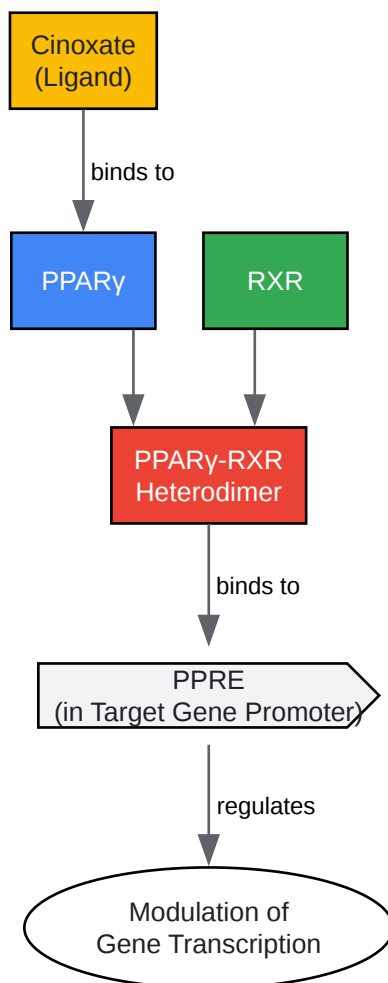 Cinoxate
(Ligand)
binds to
PPARγ
RXR
PPARγ-RXR
Heterodimer
binds to
PPRE
(in Target Gene Promoter)
regulates
Modulation of
Gene Transcription